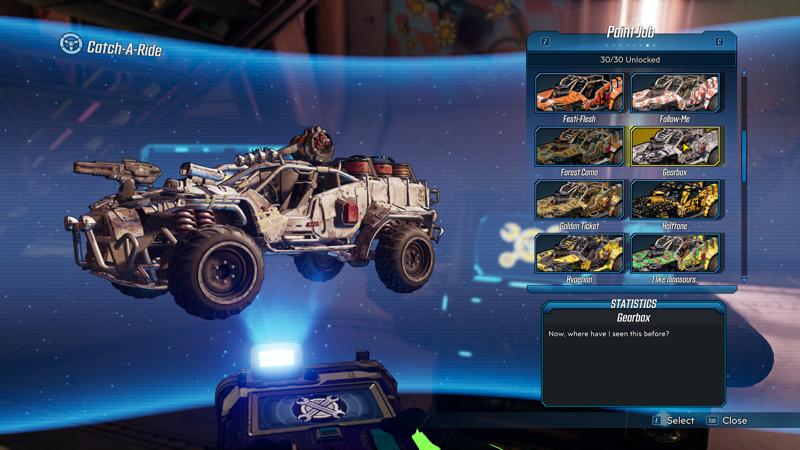 Catch-A-Ride
Paint Job
Z
C
30/30 Unlocked
Festi-Flesh
Follow-Me
Forest Camo
Gearbox
Golden Ticket
Halftone
Hyperion
I like dinosaurs.
STATISTICS
Gearbox
Now, where have I seen this before?
E Select
Tab Close